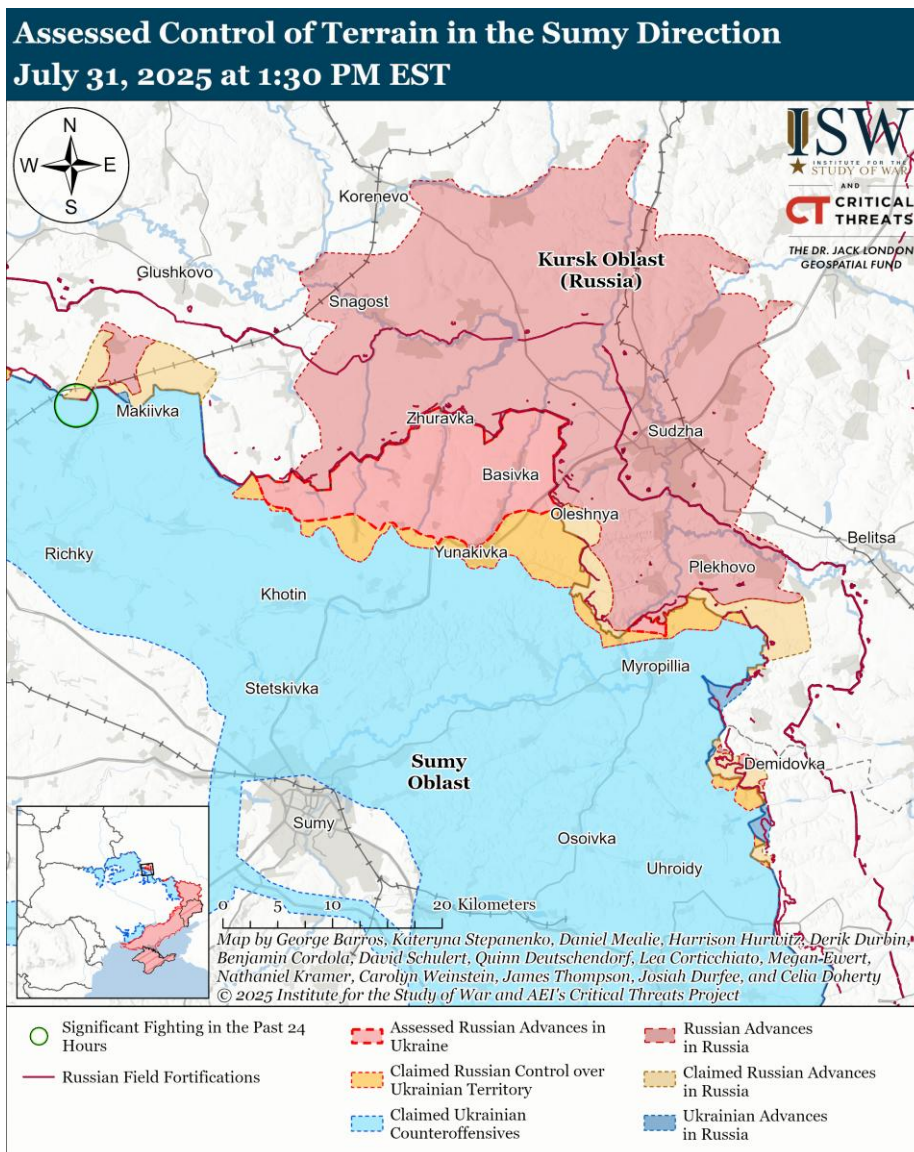 Assessed Control of Terrain in the Sumy Direction
July 31, 2025 at 1:30 PM EST
N
W E
S
ISW
INSTITUTE FOR THE
STUDY OF WAR
AND
CT CRITICAL
THREATS
THE DR. JACK LONDON
GEOSPATIAL FUND
Korenevo
Kursk Oblast
(Russia)
Glushkovo
Snagost
Makiivka
Zhuravka
Sudzha
Basivka
Oleshnya
Belitsa
Richky
Yunakivka
Plekhovo
Khotin
Myropillia
Stetskivka
Sumy
Oblast
Demidovka
Sumy
Osoivka
Uhroidy
0 5 10 20 Kilometers
Map by George Barros, Kateryna Stepanenko, Daniel Mealie, Harrison Hurwitz, Derik Durbin,
Benjamin Cordola, David Schulert, Quinn Deutschendorf, Lea Corticchiato, Megan Ewert,
Nathaniel Kramer, Carolyn Weinstein, James Thompson, Josiah Durfee, and Celia Doherty
© 2025 Institute for the Study of War and AEI's Critical Threats Project
Significant Fighting in the Past 24
Hours
Russian Field Fortifications
Assessed Russian Advances in
Ukraine
Claimed Russian Control over
Ukrainian Territory
Claimed Ukrainian
Counteroffensives
Russian Advances
in Russia
Claimed Russian Advances
in Russia
Ukrainian Advances
in Russia